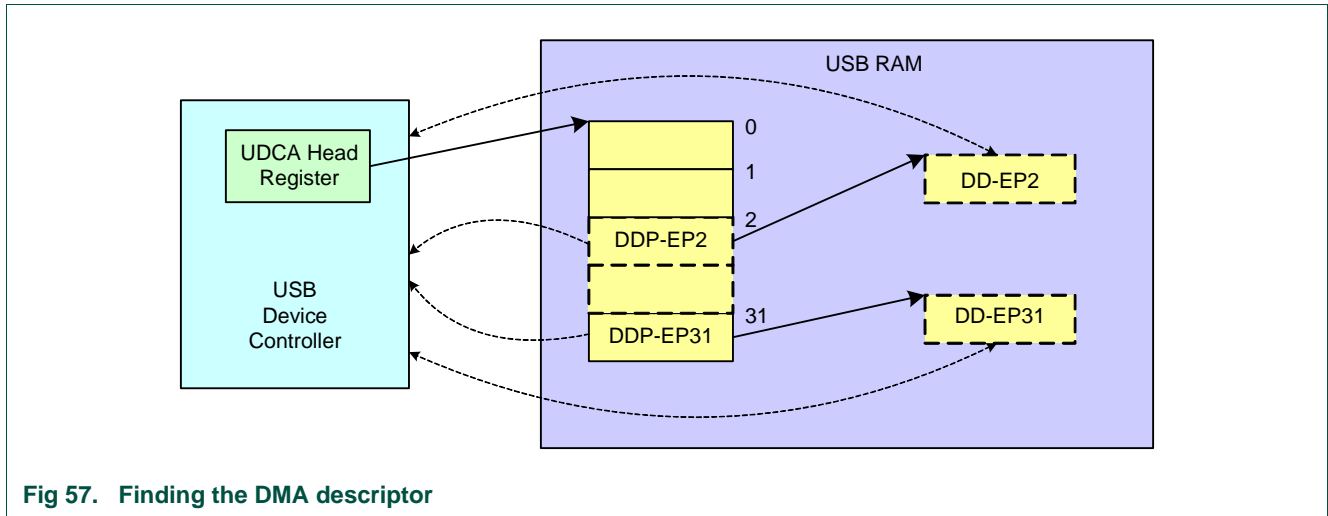 USB RAM
UDCA Head
Register
0
1
2
DDP-EP2
DD-EP2
USB
Device
Controller
31
DDP-EP31
DD-EP31
Fig 57. Finding the DMA descriptor